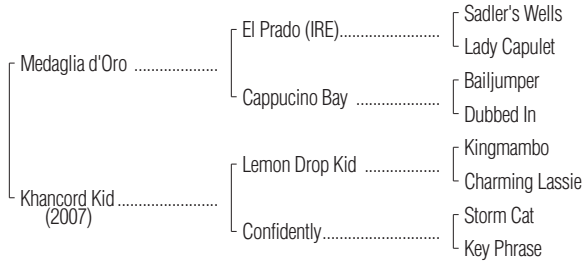 Sadler's Wells
El Prado (IRE)
Lady Capulet
Medaglia d'Oro
Bailjumper
Cappucino Bay
Dubbed In
Kingmambo
Lemon Drop Kid
Charming Lassie
Khancord Kid
(2007)
Storm Cat
Confidently
Key Phrase